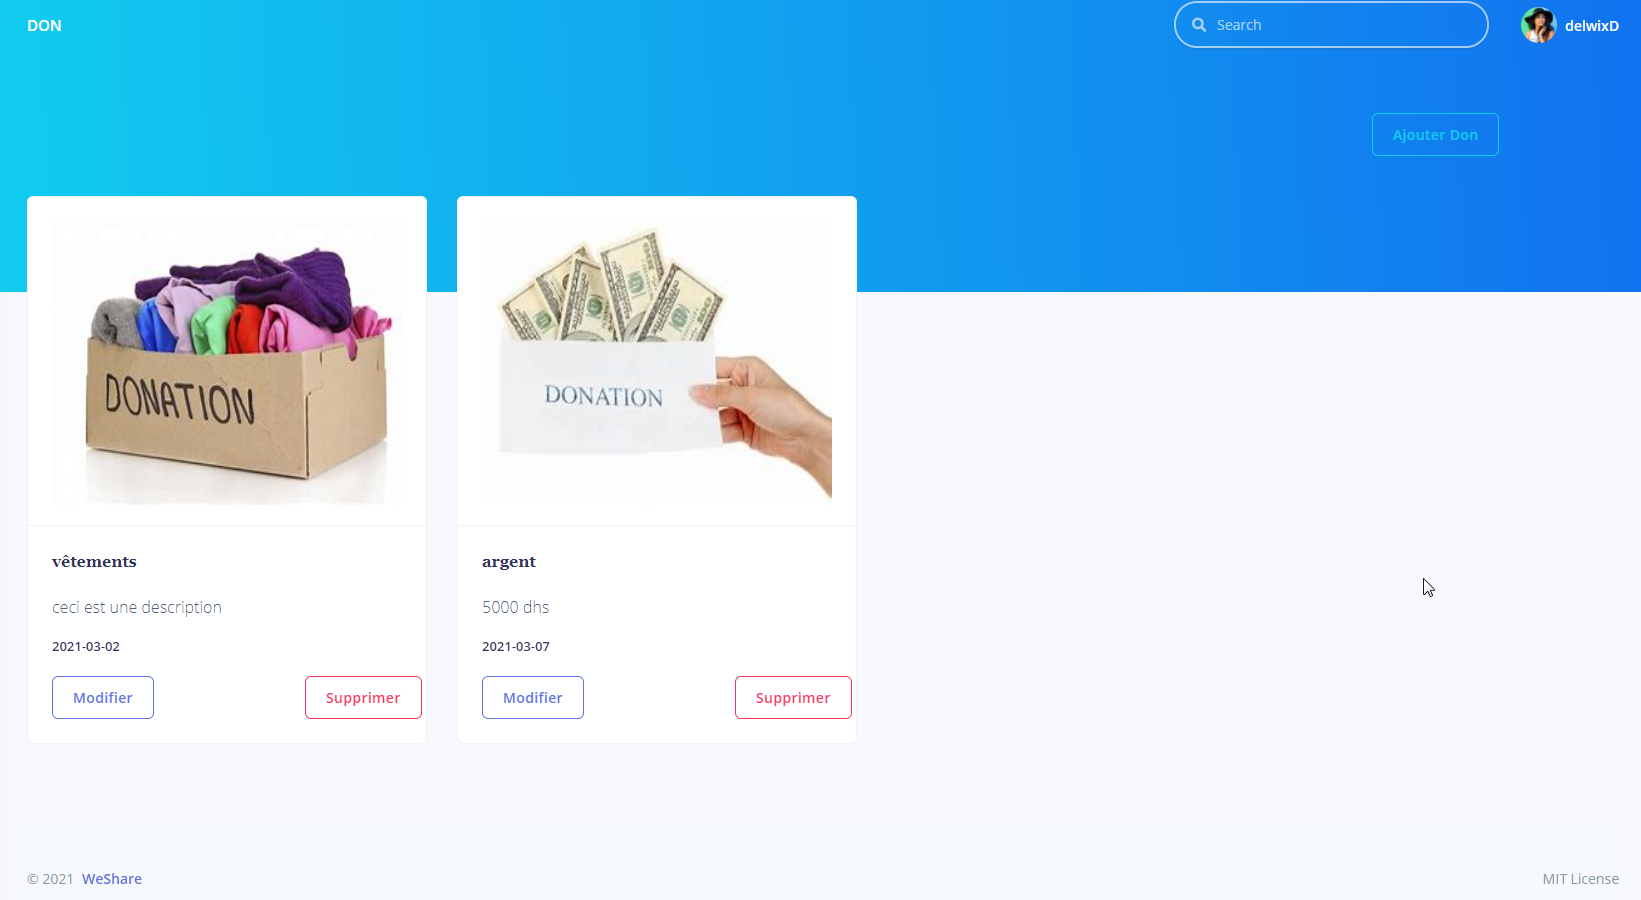 DON
Search
delwixD
Ajouter Don
DONATION
DONATION
vêtements
argent
ceci est une description
5000 dhs
2021-03-02
2021-03-07
Modifier
Supprimer
Modifier
Supprimer
© 2021 WeShare
MIT License